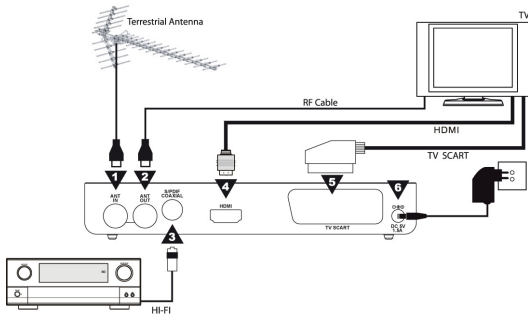 Terrestrial Antenna
TV
RF Cable
HDMI
TV SCART
1
2
3
4
5
6
ANT
IN
ANT
OUT
S/PDIF
COAXIAL
HDMI
TV SCART
DC 5V
1.5A
HI-FI